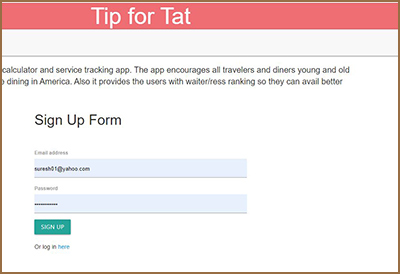 Tip for Tat
calculator and service tracking app. The app encourages all travelers and diners young and old
dining in America. Also it provides the users with waiter/ress ranking so they can avail better
Sign Up Form
Email address
suresh01@yahoo.com
Password
SIGN UP
Or log in here